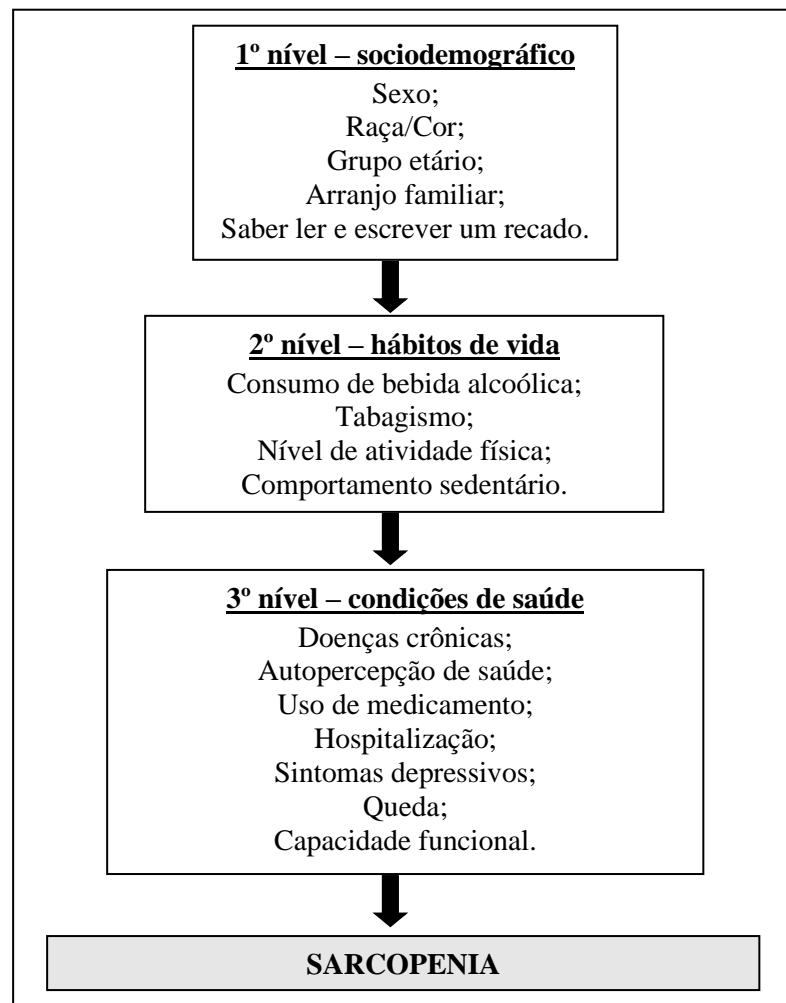 1º nível – sociodemográfico
Sexo;
Raça/Cor;
Grupo etário;
Arranjo familiar;
Saber ler e escrever um recado.
2º nível – hábitos de vida
Consumo de bebida alcoólica;
Tabagismo;
Nível de atividade física;
Comportamento sedentário.
3º nível – condições de saúde
Doenças crônicas;
Autopercepção de saúde;
Uso de medicamento;
Hospitalização;
Sintomas depressivos;
Queda;
Capacidade funcional.
SARCOPENIA